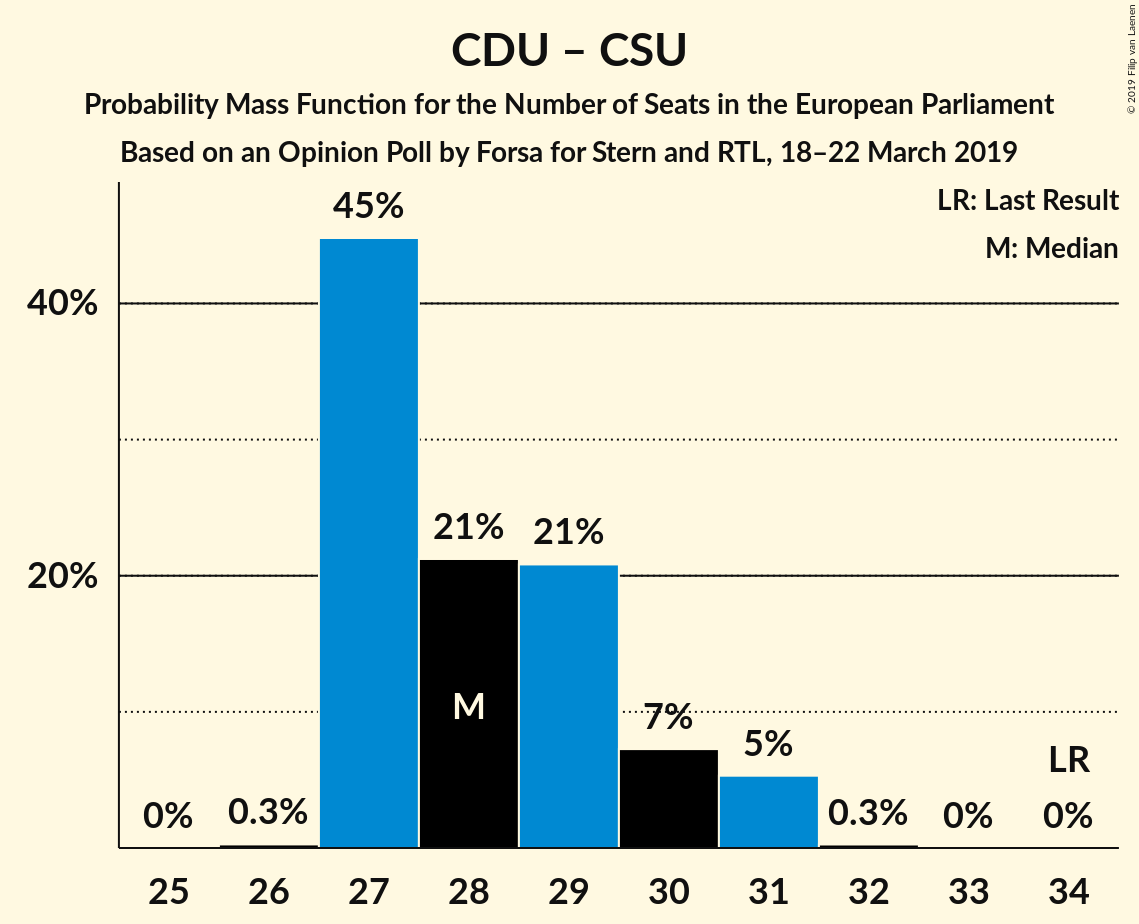 CDU – CSU
Probability Mass Function for the Number of Seats in the European Parliament
Based on an Opinion Poll by Forsa for Stern and RTL, 18–22 March 2019
© 2019 Filip van Laenen
LR: Last Result
M: Median
45%
40%
21%
21%
20%
M
7%
5%
LR
0%
0.3%
0.3%
0%
0%
25
26
27
28
29
30
31
32
33
34